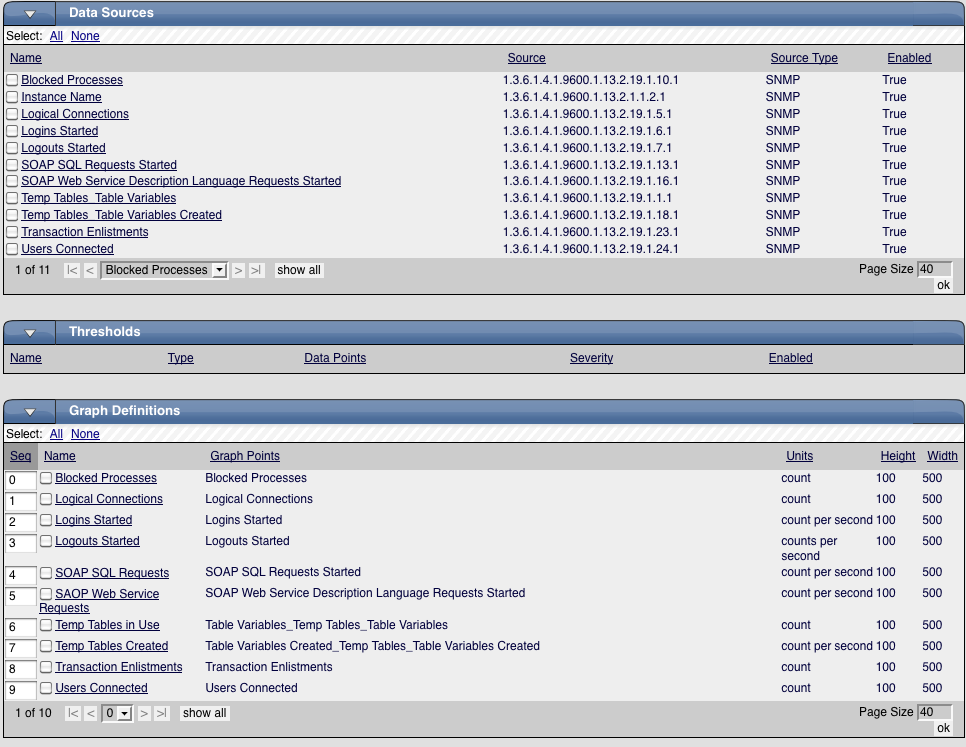 Data Sources
Select: All None
Name Source Source Type Enabled
Blocked Processes 1.3.6.1.4.1.9600.1.13.2.19.1.10.1 SNMP True
Instance Name 1.3.6.1.4.1.9600.1.13.2.1.1.2.1 SNMP True
Logical Connections 1.3.6.1.4.1.9600.1.13.2.19.1.5.1 SNMP True
Logins Started 1.3.6.1.4.1.9600.1.13.2.19.1.6.1 SNMP True
Logouts Started 1.3.6.1.4.1.9600.1.13.2.19.1.7.1 SNMP True
SOAP SQL Requests Started 1.3.6.1.4.1.9600.1.13.2.19.1.13.1 SNMP True
SOAP Web Service Description Language Requests Started 1.3.6.1.4.1.9600.1.13.2.19.1.16.1 SNMP True
Temp Tables_Table Variables 1.3.6.1.4.1.9600.1.13.2.19.1.1.1 SNMP True
Temp Tables_Table Variables Created 1.3.6.1.4.1.9600.1.13.2.19.1.18.1 SNMP True
Transaction Enlistments 1.3.6.1.4.1.9600.1.13.2.19.1.23.1 SNMP True
Users Connected 1.3.6.1.4.1.9600.1.13.2.19.1.24.1 SNMP True
1 of 11 |< < Blocked Processes > >| show all Page Size 40
ok
Thresholds
Name Type Data Points Severity Enabled
Graph Definitions
Select: All None
Seq Name Graph Points Units Height Width
0 Blocked Processes Blocked Processes count 100 500
1 Logical Connections Logical Connections count 100 500
2 Logins Started Logins Started count per second 100 500
3 Logouts Started Logouts Started counts per 100 500
second
4 SOAP SQL Requests SOAP SQL Requests Started count per second 100 500
5 SAOP Web Service SOAP Web Service Description Language Requests Started count per second 100 500
Requests
6 Temp Tables in Use Table Variables_Temp Tables_Table Variables count 100 500
7 Temp Tables Created Table Variables Created_Temp Tables_Table Variables Created count per second 100 500
8 Transaction Enlistments Transaction Enlistments count 100 500
9 Users Connected Users Connected count 100 500
1 of 10 |< < 0 > >| show all Page Size 40
ok